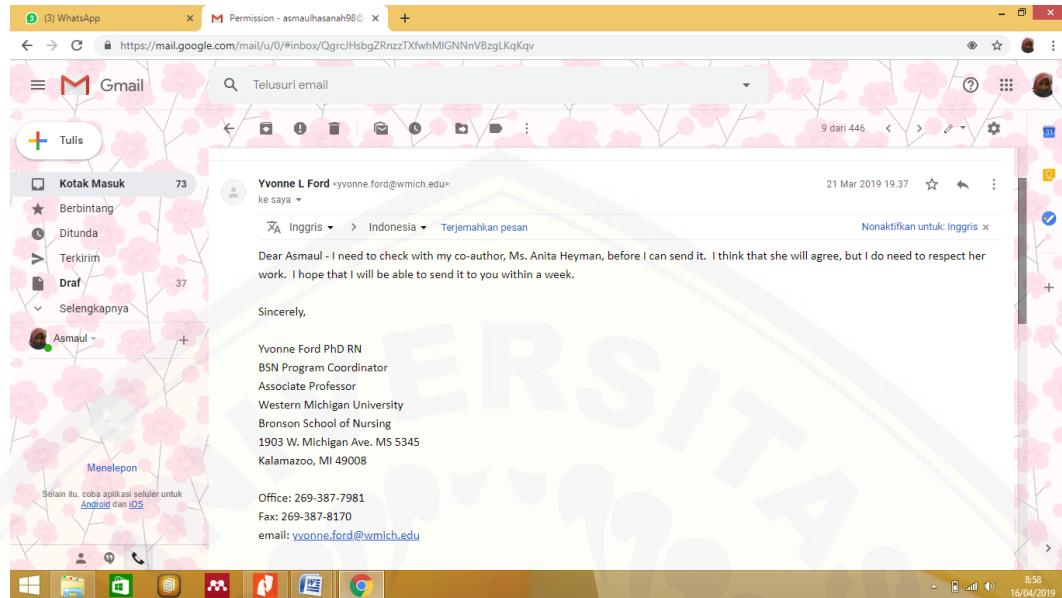 (3) WhatsApp
Permission - asmaulhasanah98@
https://mail.google.com/mail/u/0/#inbox/QgrcJHsbgZRnzzTXfwhMIGNNnVBzgLKqKqv
Gmail
Telusuri email
Tulis
9 dari 446
31
Kotak Masuk 73
Berbintang
Ditunda
Terkirim
Draf 37
Selengkapnya
Asmaul
Yvonne L Ford <yvonne.ford@wmich.edu>
21 Mar 2019 19.37
ke saya
Inggris > Indonesia Terjemahkan pesan
Nonaktifkan untuk: Inggris x
Dear Asmaul - I need to check with my co-author, Ms. Anita Heyman, before I can send it. I think that she will agree, but I do need to respect her
work. I hope that I will be able to send it to you within a week.
Sincerely,
Yvonne Ford PhD RN
BSN Program Coordinator
Associate Professor
Western Michigan University
Bronson School of Nursing
1903 W. Michigan Ave. MS 5345
Kalamazoo, MI 49008
Office: 269-387-7981
Fax: 269-387-8170
email: yvonne.ford@wmich.edu
Menelepon
Selain itu, coba aplikasi seluler untuk
Android dan iOS
8:58
16/04/2019